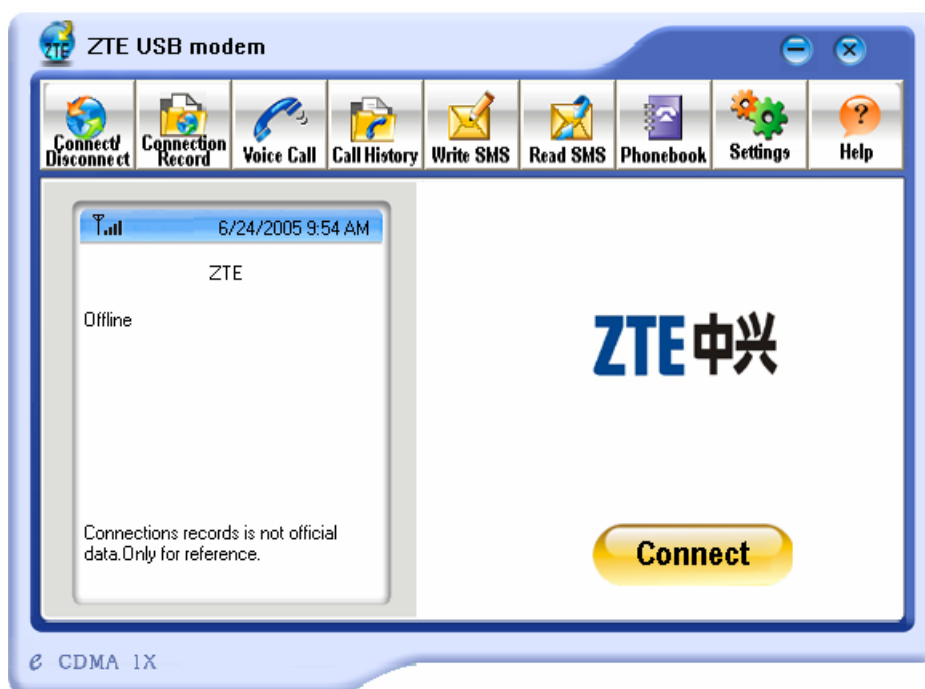 ZTE
ZTE USB modem
Connect/
Disconnect
Connection
Record
Voice Call
Call History
Write SMS
Read SMS
Phonebook
Settings
?
Help
6/24/2005 9:54 AM
ZTE
Offline
Connections records is not official
data.Only for reference.
ZTE中兴
Connect
e CDMA 1X